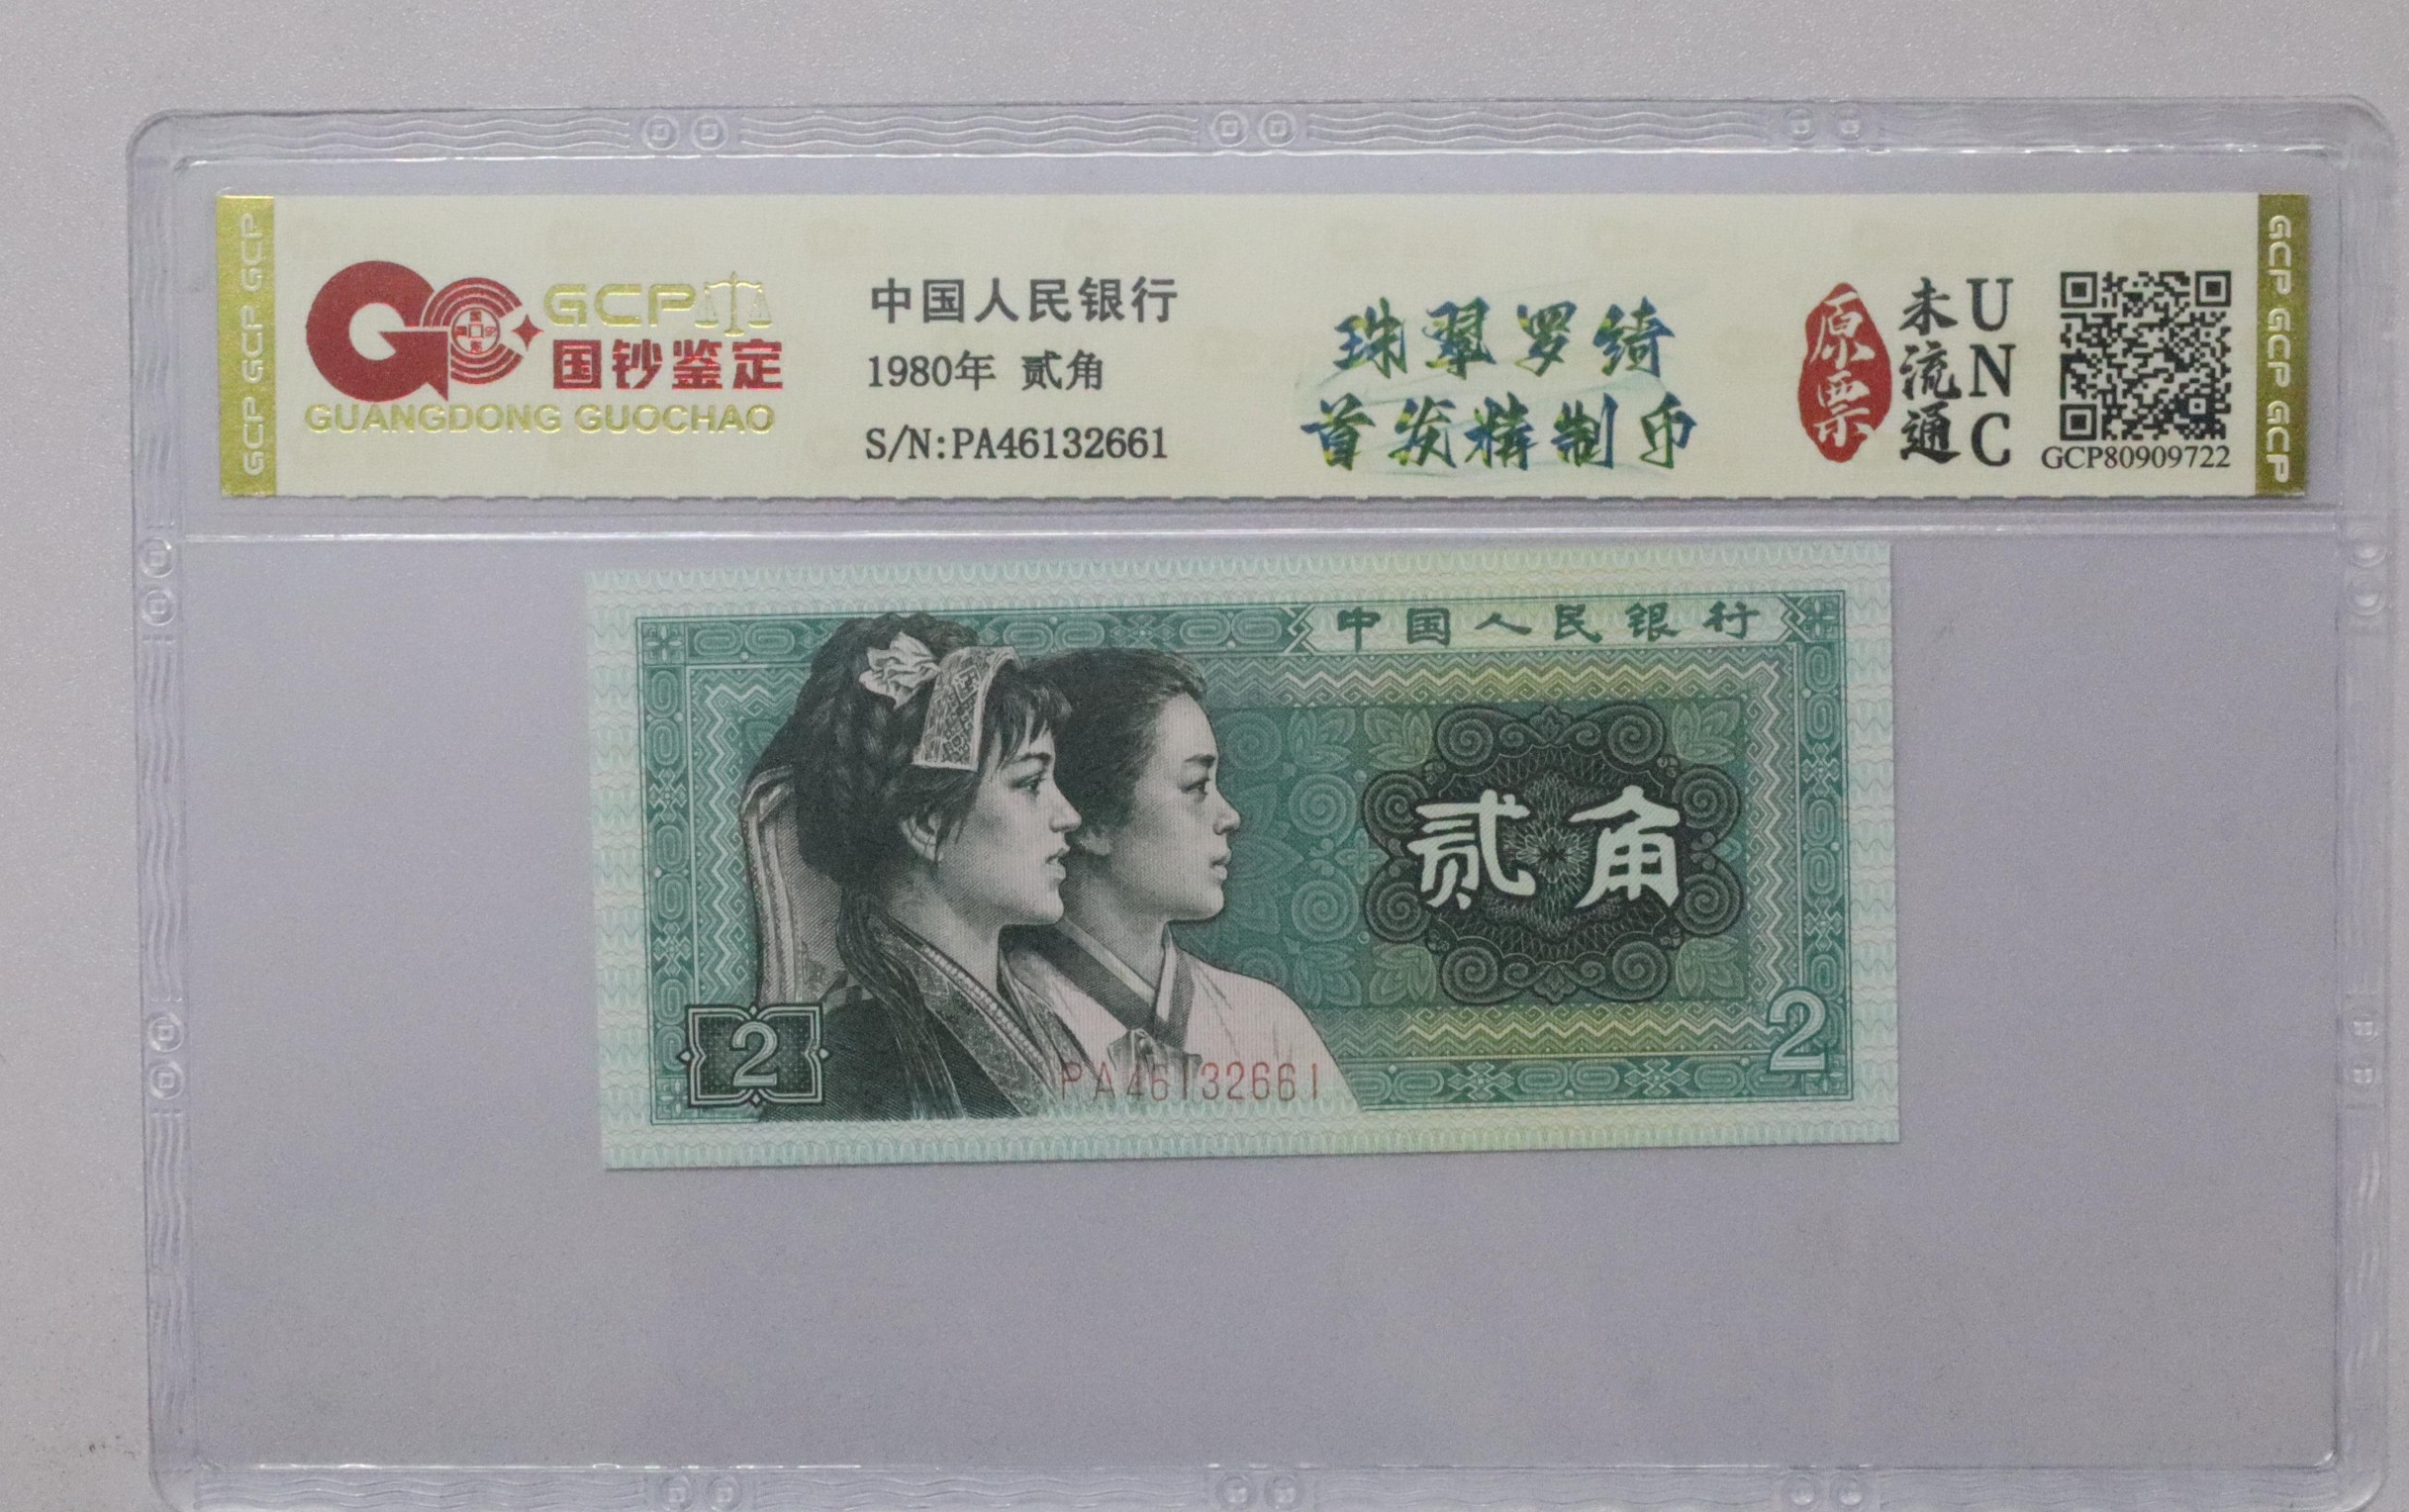 GCP GCP GCP
GCP
国钞鉴定
GUANGDONG GUOCHAO
中国人民银行
1980年 贰角
S/N:PA46132661
珠翠罗绮
首发精制币
原票
未流通
UNC
GCP80909722
GCP GCP GCP
中国人民银行
贰角
2
2
PA46132661